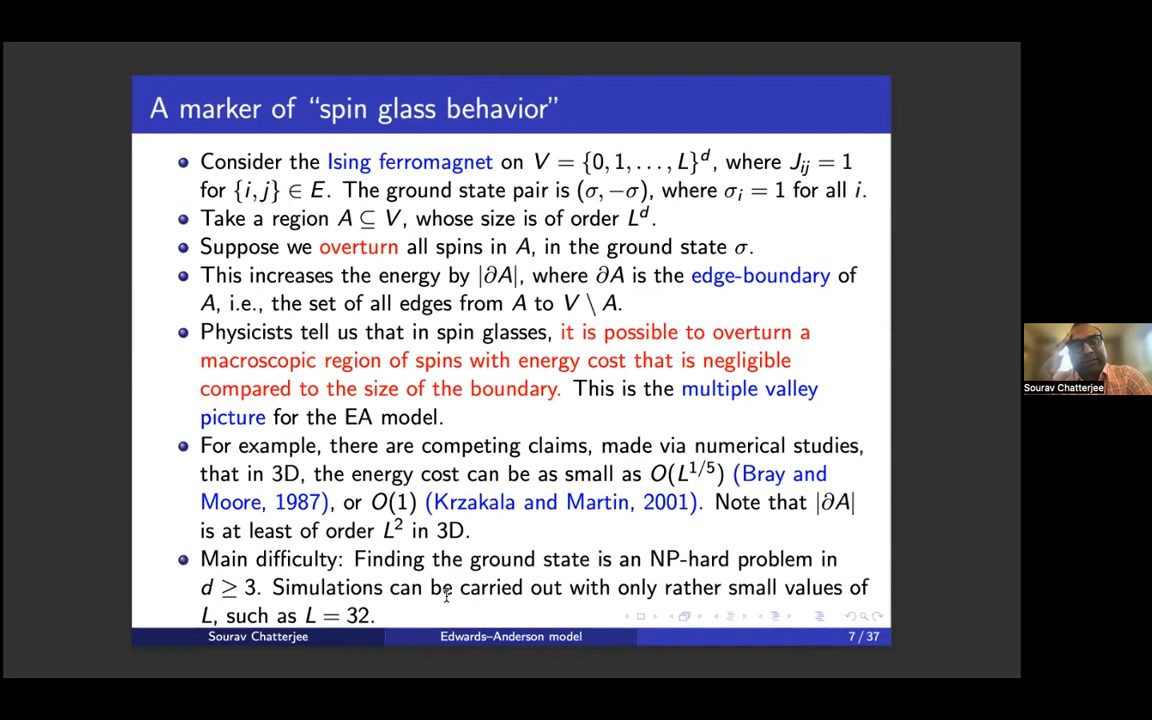 A marker of “spin glass behavior”
Consider the Ising ferromagnet on V = {0, 1, . . . , L}^d, where J_ij = 1
for {i, j} ∈ E. The ground state pair is (σ, −σ), where σ_i = 1 for all i.
Take a region A ⊆ V, whose size is of order L^d.
Suppose we overturn all spins in A, in the ground state σ.
This increases the energy by |∂A|, where ∂A is the edge-boundary of
A, i.e., the set of all edges from A to V \ A.
Physicists tell us that in spin glasses, it is possible to overturn a
macroscopic region of spins with energy cost that is negligible
compared to the size of the boundary. This is the multiple valley
picture for the EA model.
For example, there are competing claims, made via numerical studies,
that in 3D, the energy cost can be as small as O(L^1/5) (Bray and
Moore, 1987), or O(1) (Krzakala and Martin, 2001). Note that |∂A|
is at least of order L^2 in 3D.
Main difficulty: Finding the ground state is an NP-hard problem in
d ≥ 3. Simulations can be carried out with only rather small values of
L, such as L = 32.
Sourav Chatterjee
Edwards–Anderson model
7 / 37
Sourav Chatterjee